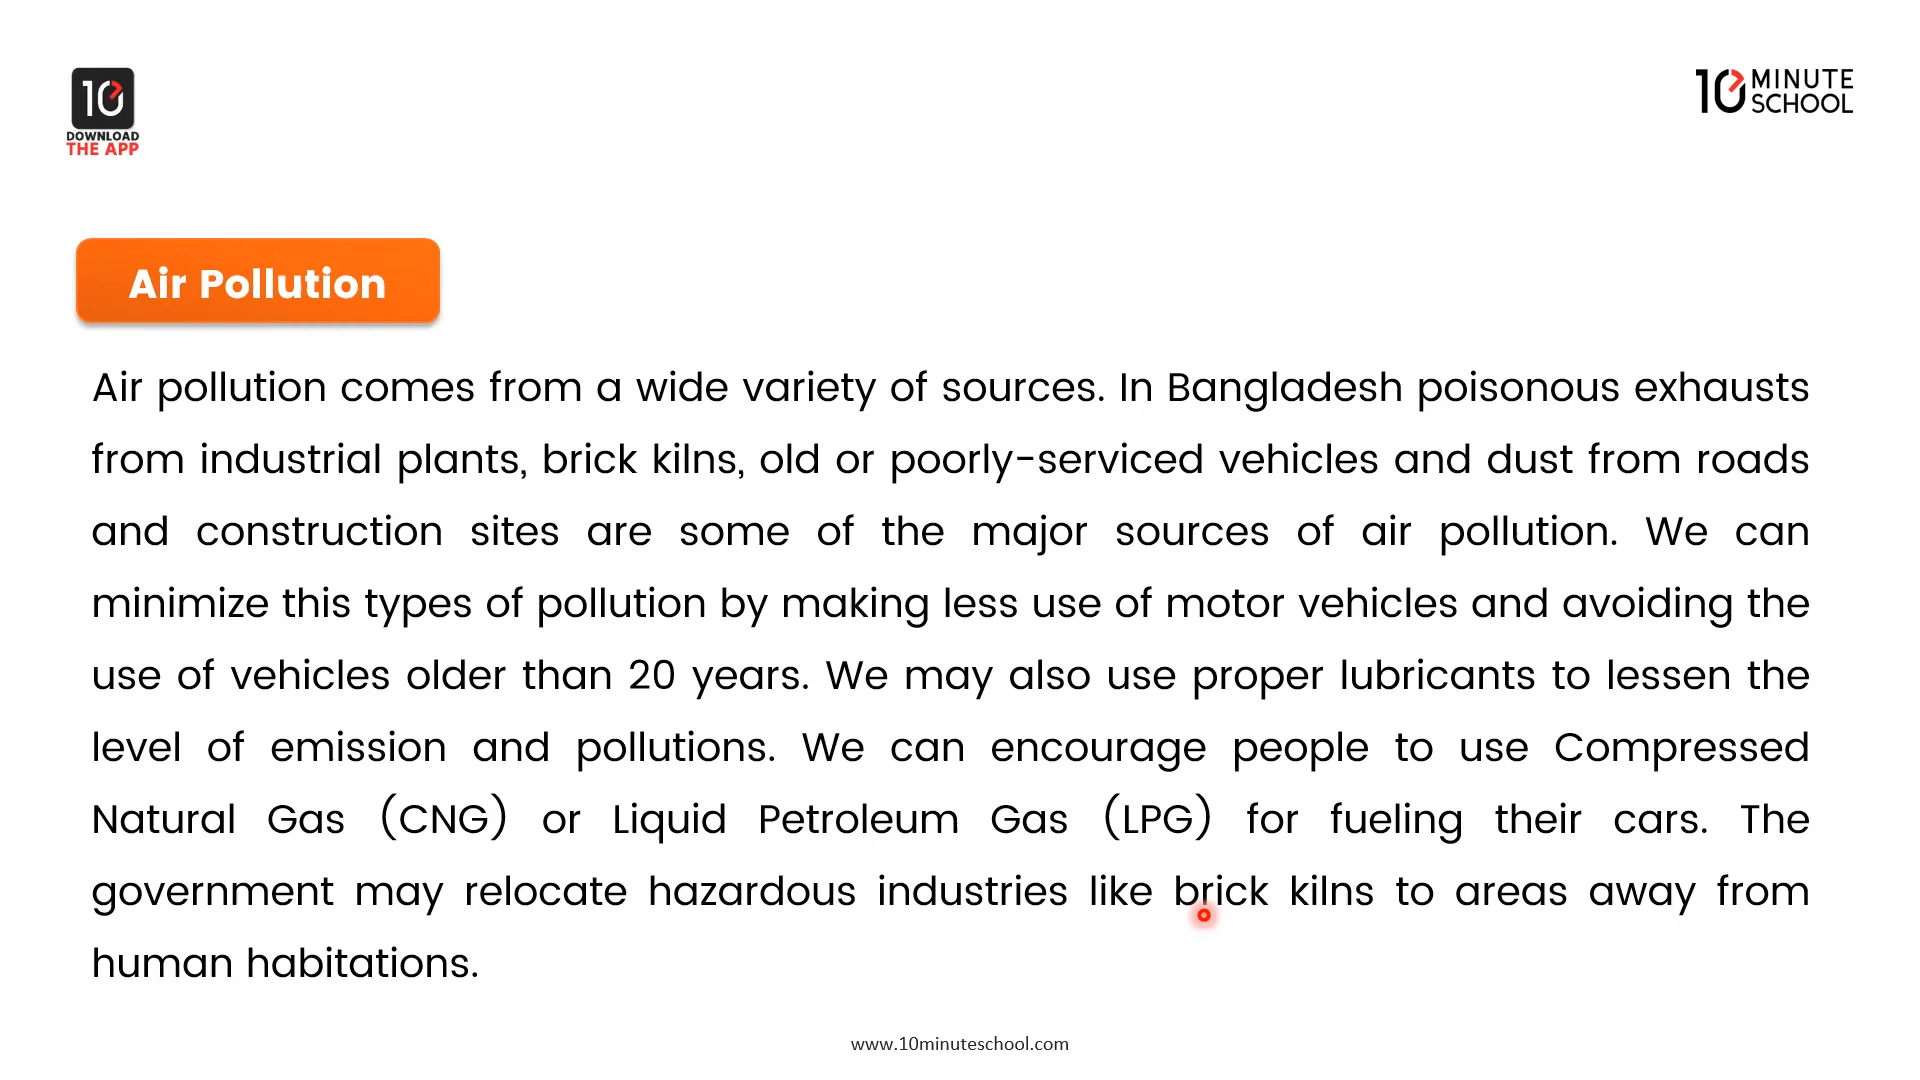 10
DOWNLOAD
THE APP
10 MINUTE
SCHOOL
Air Pollution
Air pollution comes from a wide variety of sources. In Bangladesh poisonous exhausts
from industrial plants, brick kilns, old or poorly-serviced vehicles and dust from roads
and construction sites are some of the major sources of air pollution. We can
minimize this types of pollution by making less use of motor vehicles and avoiding the
use of vehicles older than 20 years. We may also use proper lubricants to lessen the
level of emission and pollutions. We can encourage people to use Compressed
Natural Gas (CNG) or Liquid Petroleum Gas (LPG) for fueling their cars. The
government may relocate hazardous industries like brick kilns to areas away from
human habitations.
www.10minuteschool.com